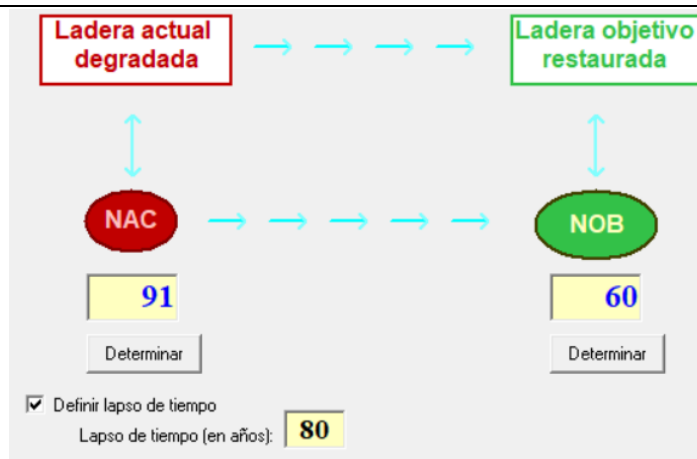 Ladera actual
degradada
Ladera objetivo
restaurada
NAC
NOB
91
60
Determinar
Determinar
Definir lapso de tiempo
Lapso de tiempo (en años): 80